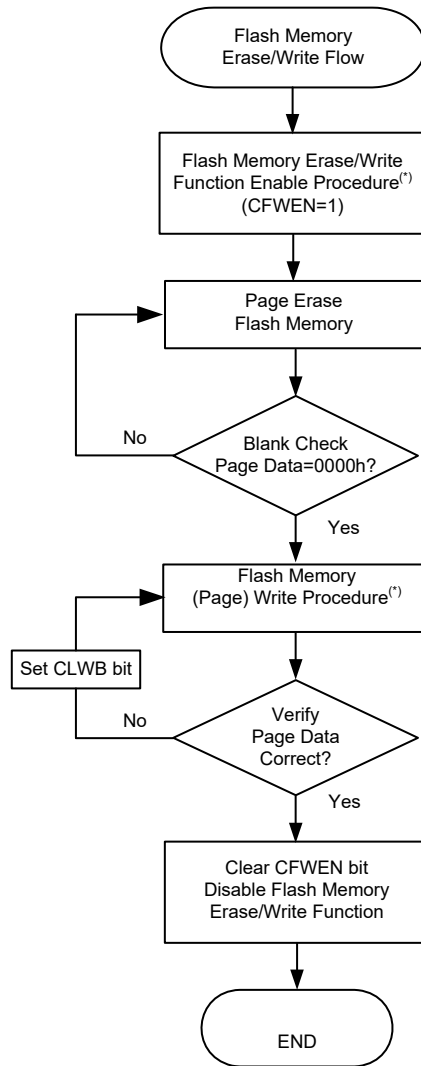 Flash Memory
Erase/Write Flow
Flash Memory Erase/Write
Function Enable Procedure(*)
(CFWEN=1)
Page Erase
Flash Memory
No
Blank Check
Page Data=0000h?
Yes
Flash Memory
(Page) Write Procedure(*)
Set CLWB bit
No
Verify
Page Data
Correct?
Yes
Clear CFWEN bit
Disable Flash Memory
Erase/Write Function
END